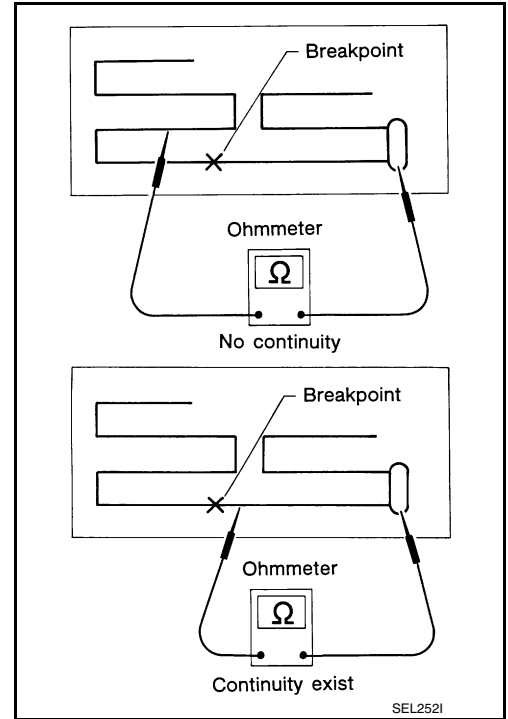 Breakpoint
Ohmmeter
Ω
No continuity
Breakpoint
Ohmmeter
Ω
Continuity exist
SEL252I